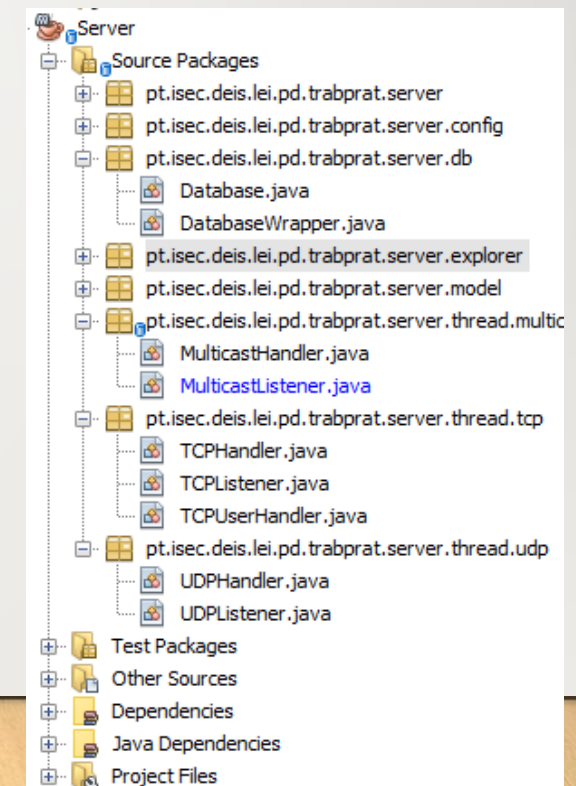 Server
Source Packages
pt.isec.deis.lei.pd.trabprat.server
pt.isec.deis.lei.pd.trabprat.server.config
pt.isec.deis.lei.pd.trabprat.server.db
Database.java
DatabaseWrapper.java
pt.isec.deis.lei.pd.trabprat.server.explorer
pt.isec.deis.lei.pd.trabprat.server.model
pt.isec.deis.lei.pd.trabprat.server.thread.multic
MulticastHandler.java
MulticastListener.java
pt.isec.deis.lei.pd.trabprat.server.thread.tcp
TCPHandler.java
TCPListener.java
TCPUserHandler.java
pt.isec.deis.lei.pd.trabprat.server.thread.udp
UDPHandler.java
UDPListener.java
Test Packages
Other Sources
Dependencies
Java Dependencies
Project Files